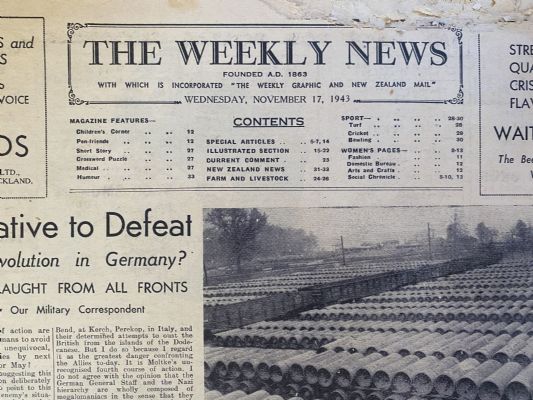 S and
S
S
VOICE
DS
LTD.,
CKLAND.
THE WEEKLY NEWS
FOUNDED A.D. 1863
WITH WHICH IS INCORPORATED "THE WEEKLY GRAPHIC AND NEW ZEALAND MAIL"
WEDNESDAY, NOVEMBER 17, 1943
MAGAZINE FEATURES—
Children's Corner .. .. .. 12
Pen-friends .. .. .. 12
Short Story .. .. .. 27
Crossword Puzzle .. .. .. 27
Medical .. .. .. .. 27
Humour .. .. .. .. 33
CONTENTS
SPECIAL ARTICLES .. .. 5-7, 14
ILLUSTRATED SECTION .. 15-22
CURRENT COMMENT .. .. 23
NEW ZEALAND NEWS .. 31-33
FARM AND LIVESTOCK .. 24-26
SPORT— .. .. .. .. 28-30
Turf .. .. .. .. 28
Cricket .. .. .. .. 29
Bowling .. .. .. .. 30
WOMEN'S PAGES— .. .. 8-12
Fashion .. .. .. .. 11
Domestic Bureau .. .. .. 12
Arts and Crafts .. .. .. 12
Social Chronicle .. .. 8-10, 12
STRE
QUA
CRIS
FLAV
WAIT
The Bee
W
ative to Defeat
evolution in Germany?
LAUGHT FROM ALL FRONTS
Our Military Correspondent
of action are
mans to avoid
unequivocal,
ies by next
or May!
suggesting this
on deliberately
o point to this
enemy's situa-
Bend, at Kerch, Perekop, in Italy, and
their determined attempts to oust the
British from the islands of the Dode-
canese. But I do so because I regard
it as the greatest danger confronting
the Allies to-day. It is Moltke's un-
recognised fourth course of action. I
do not agree with the opinion that the
German General Staff and the Nazi
hierarchy are wholly composed of
megalomaniacs in the sense that they